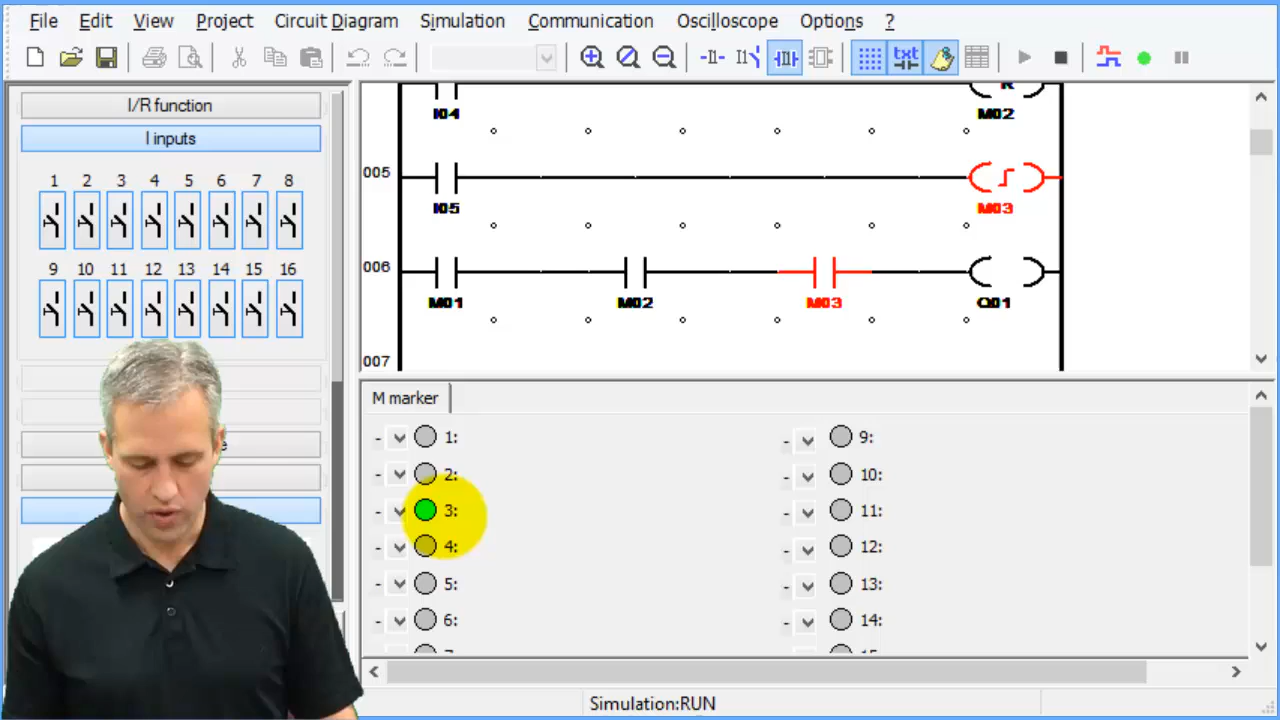 File Edit View Project Circuit Diagram Simulation Communication Oscilloscope Options ?
txt
I/R function
I inputs
1 2 3 4 5 6 7 8
9 10 11 12 13 14 15 16
e
R
I04 M02
005
I05 M03
006
M01 M02 M03 Q01
007
M marker
- 1: - 9:
- 2: - 10:
- 3: - 11:
- 4: - 12:
- 5: - 13:
- 6: - 14:
Simulation:RUN